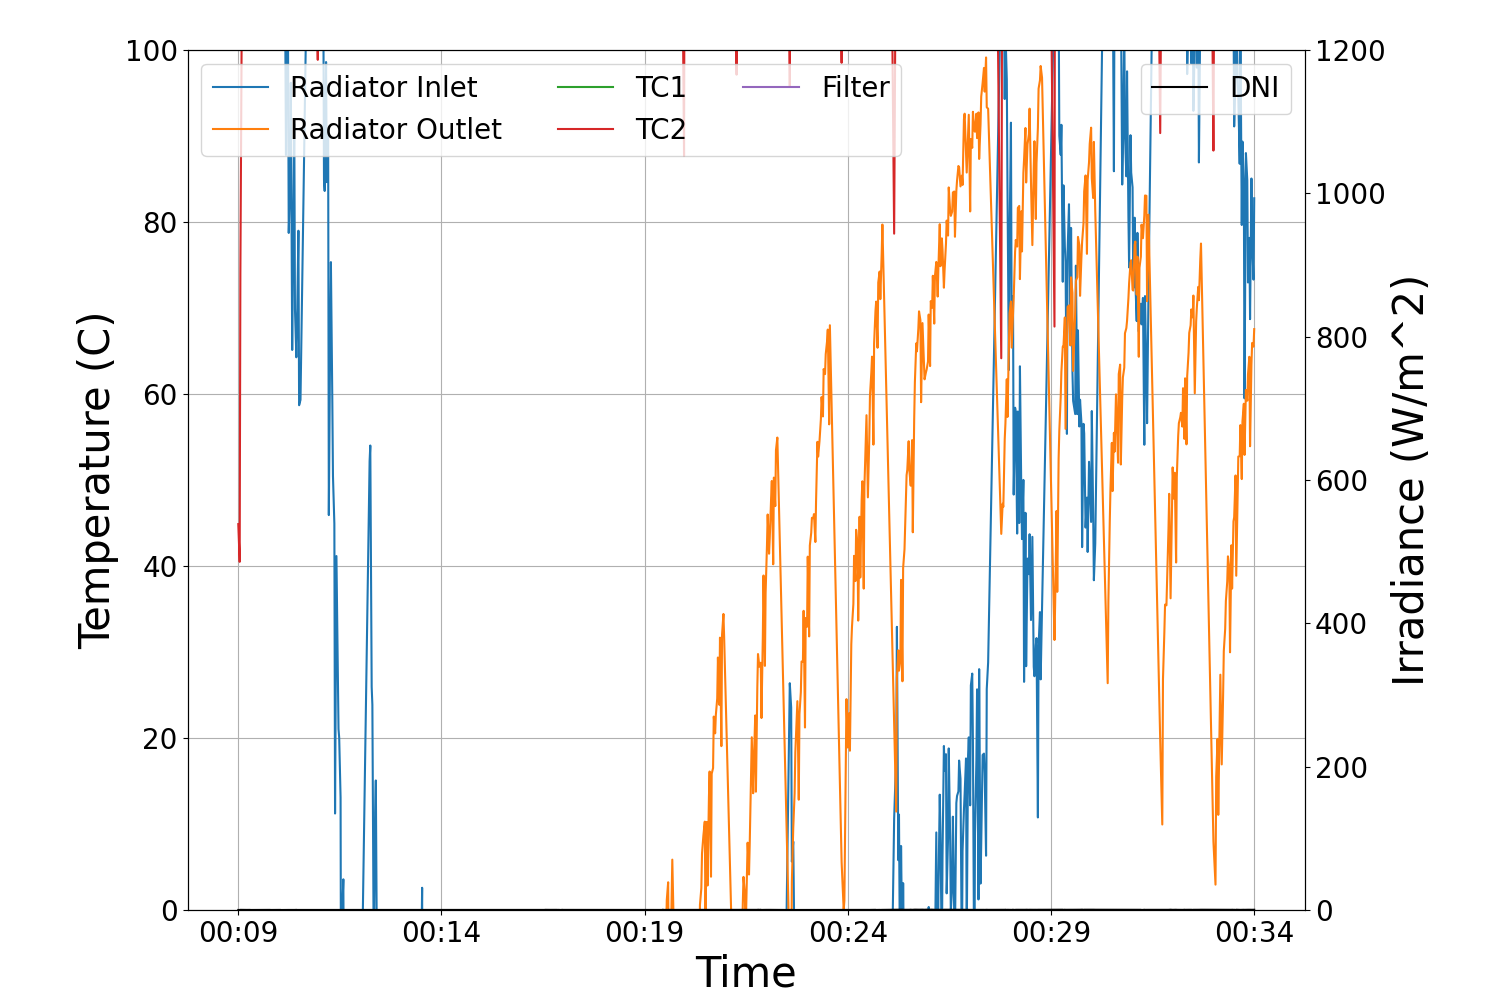 100
80
60
40
20
0
Temperature (C)
Radiator Inlet
Radiator Outlet
TC1
TC2
Filter
DNI
1200
1000
800
600
400
200
0
Irradiance (W/m^2)
00:09 00:14 00:19 00:24 00:29 00:34
Time